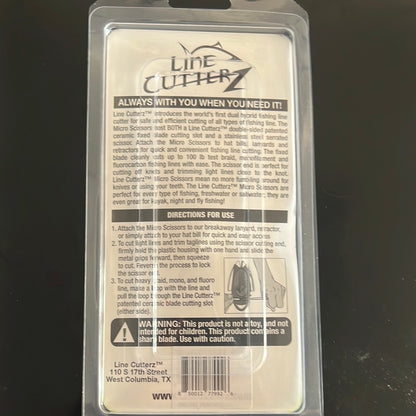 LINE
CUTTERZ
ALWAYS WITH YOU WHEN YOU NEED IT!
Line Cutterz™ introduces the world's first dual hybrid fishing line
cutter for safe and efficient cutting of all types of fishing line. The
Micro Scissors host BOTH a Line Cutterz™ double-sided patented
ceramic fixed blade cutting slot and a stainless steel serrated
scissor. Attach the Micro Scissors to hat bills, lanyards and
retractors for quick and convenient fishing line cutting. The fixed
blade cleanly cuts up to 100 lb test braid, monofilament and
fluorocarbon fishing lines with ease. The scissor end is perfect for
cutting off knots and trimming light lines close to the knot.
Line Cutterz™ Micro Scissors mean no more fumbling around for
knives or using your teeth. The Line Cutterz™ Micro Scissors are
perfect for every type of fishing, freshwater or saltwater; they are
even great for kayak, night and fly fishing!
DIRECTIONS FOR USE
1. Attach the Micro Scissors to our breakaway lanyard, retractor,
or simply attach to your hat bill for quick and easy access
2. To cut light lines and trim taglines using the scissor cutting end,
firmly hold the plastic housing with one hand and slide the
metal grips forward, then squeeze
to cut. Reverse the process to lock
the scissor end.
3. To cut heavy braid, mono, and fluoro
line, make a loop with the line and
pull the loop through the Line Cutterz™
patented ceramic blade cutting slot
(either side).
WARNING: This product is not a toy, and not
intended for children. This product contains a
sharp blade. Use with caution.
Line Cutterz™
110 S 17th Street
West Columbia, TX
www
8 50012 77992 6